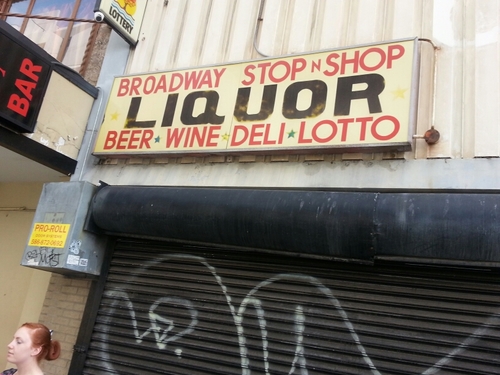 LOTTERY
BAR
BROADWAY STOP N SHOP
LIQUOR
BEER WINE DELI LOTTO
PRO-ROLL